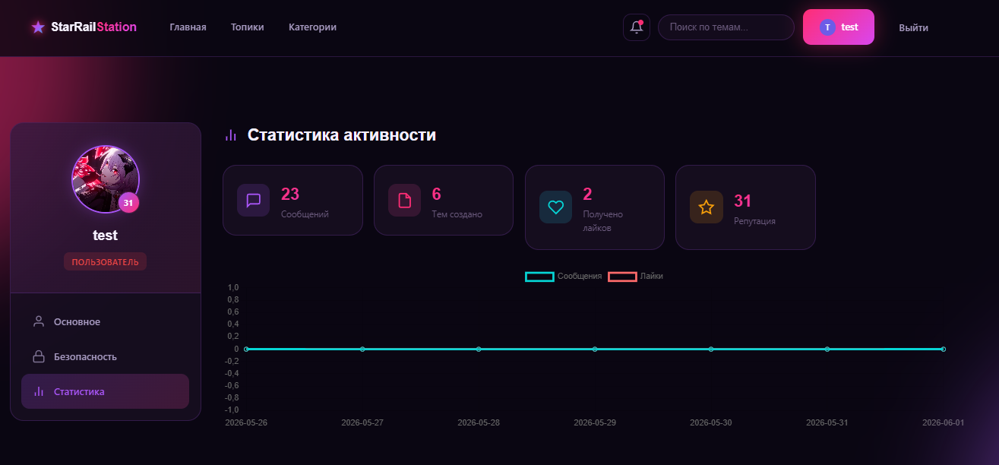 StarRailStation
Главная
Топики
Категории
Поиск по темам...
T
test
Выйти
31
test
ПОЛЬЗОВАТЕЛЬ
Основное
Безопасность
Статистика
Статистика активности
23
Сообщений
6
Тем создано
2
Получено
лайков
31
Репутация
Сообщения
Лайки
1,0
0,8
0,6
0,4
0,2
0
-0,2
-0,4
-0,6
-0,8
-1,0
2026-05-26
2026-05-27
2026-05-28
2026-05-29
2026-05-30
2026-05-31
2026-06-01